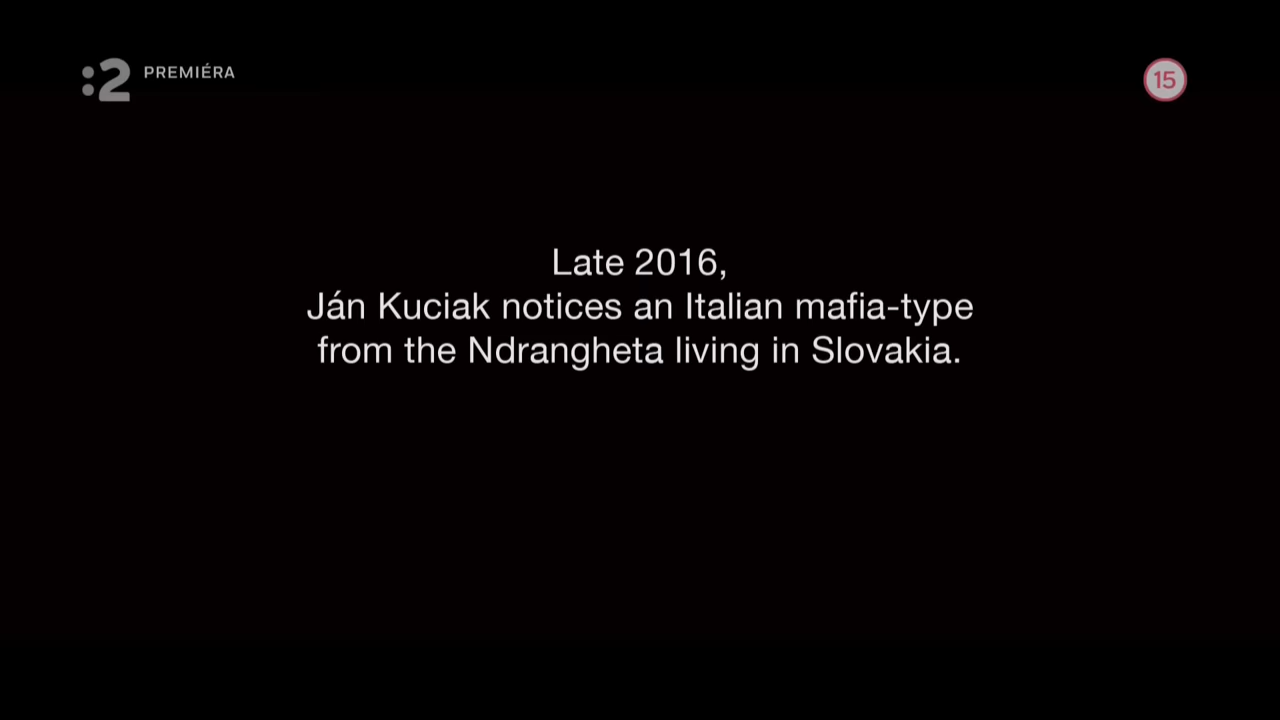 :2 PREMIÉRA
15
Late 2016,
Ján Kuciak notices an Italian mafia-type
from the Ndrangheta living in Slovakia.